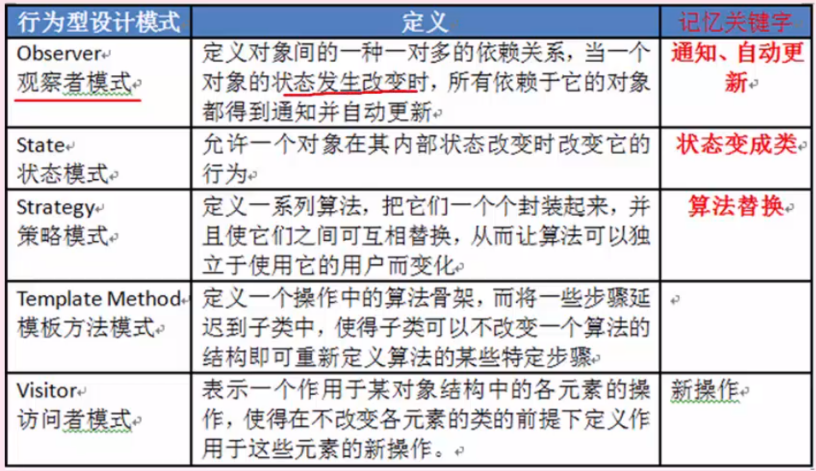 行为型设计模式 定义 记忆关键字
Observer 定义对象间的一种一对多的依赖关系，当一个 通知、自动更
观察者模式 对象的状态发生改变时，所有依赖于它的对象 新
都得到通知并自动更新
State 允许一个对象在其内部状态改变时改变它的 状态变成类
状态模式 行为
Strategy 定义一系列算法，把它们一个个封装起来，并 算法替换
策略模式 且使它们之间可互相替换，从而让算法可以独
立于使用它的用户而变化
Template Method 定义一个操作中的算法骨架，而将一些步骤延
模板方法模式 迟到子类中，使得子类可以不改变一个算法的
结构即可重新定义算法的某些特定步骤
Visitor 表示一个作用于某对象结构中的各元素的操 新操作
访问者模式 作，使得在不改变各元素的类的前提下定义作
用于这些元素的新操作。